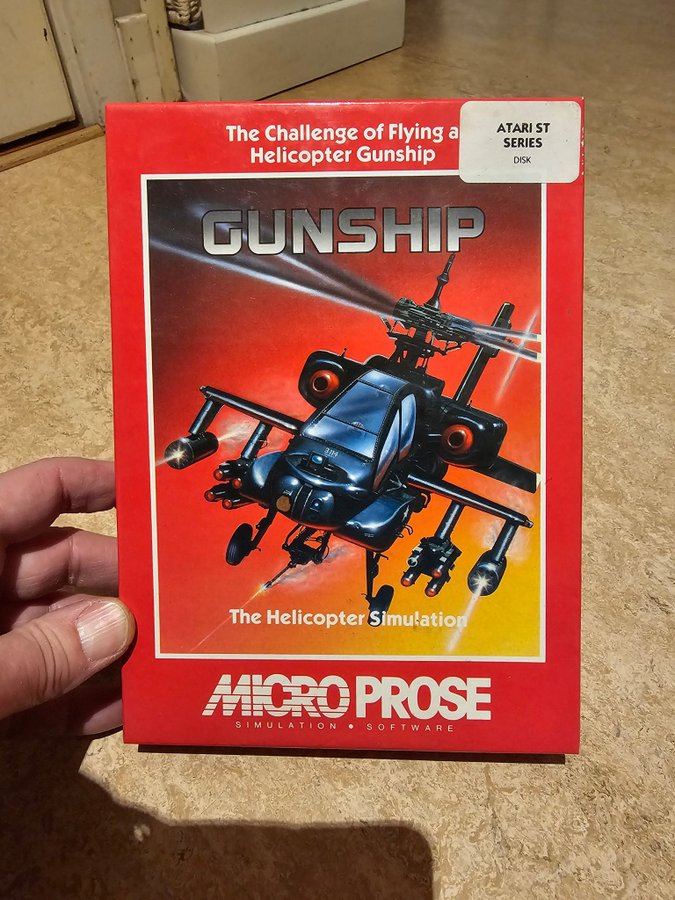 The Challenge of Flying a
Helicopter Gunship
ATARI ST
SERIES
DISK
GUNSHIP
The Helicopter Simulation
MICRO PROSE
SIMULATION • SOFTWARE